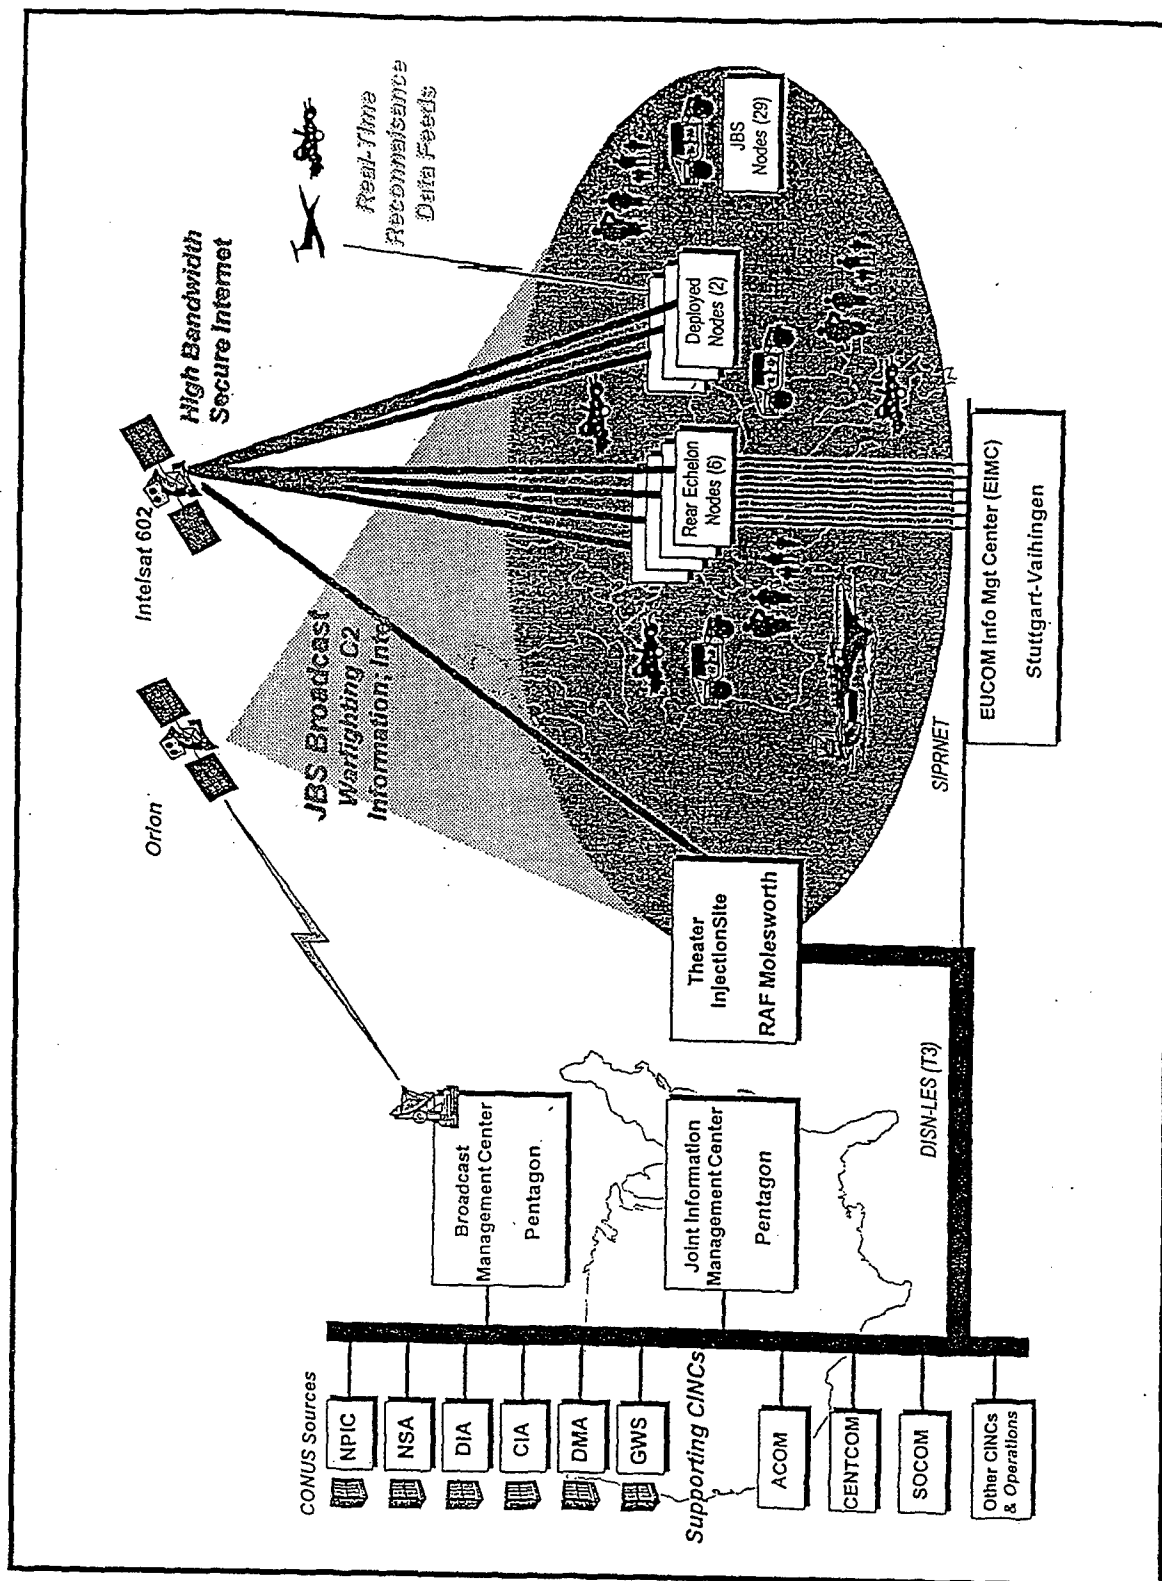 CONUS Sources
NPIC
NSA
DIA
CIA
DMA
GWS
Supporting CINCs
ACOM
CENTCOM
SOCOM
Other CINCs
& Operations
Broadcast
Management Center
Pentagon
Joint Information
Management Center
Pentagon
DISN-LES (T3)
Orion
Intelsat 602
High Bandwidth
Secure Internet
JBS Broadcast
Warfighting C2
Information; Inte
Real-Time
Reconnaisance
Data Feeds
Theater
InjectionSite
RAF Molesworth
Rear Echelon
Nodes (6)
Deployed
Nodes (2)
JBS
Nodes (29)
SIPRNET
EUCOM Info Mgt Center (EIMC)
Stuttgart-Vaihingen